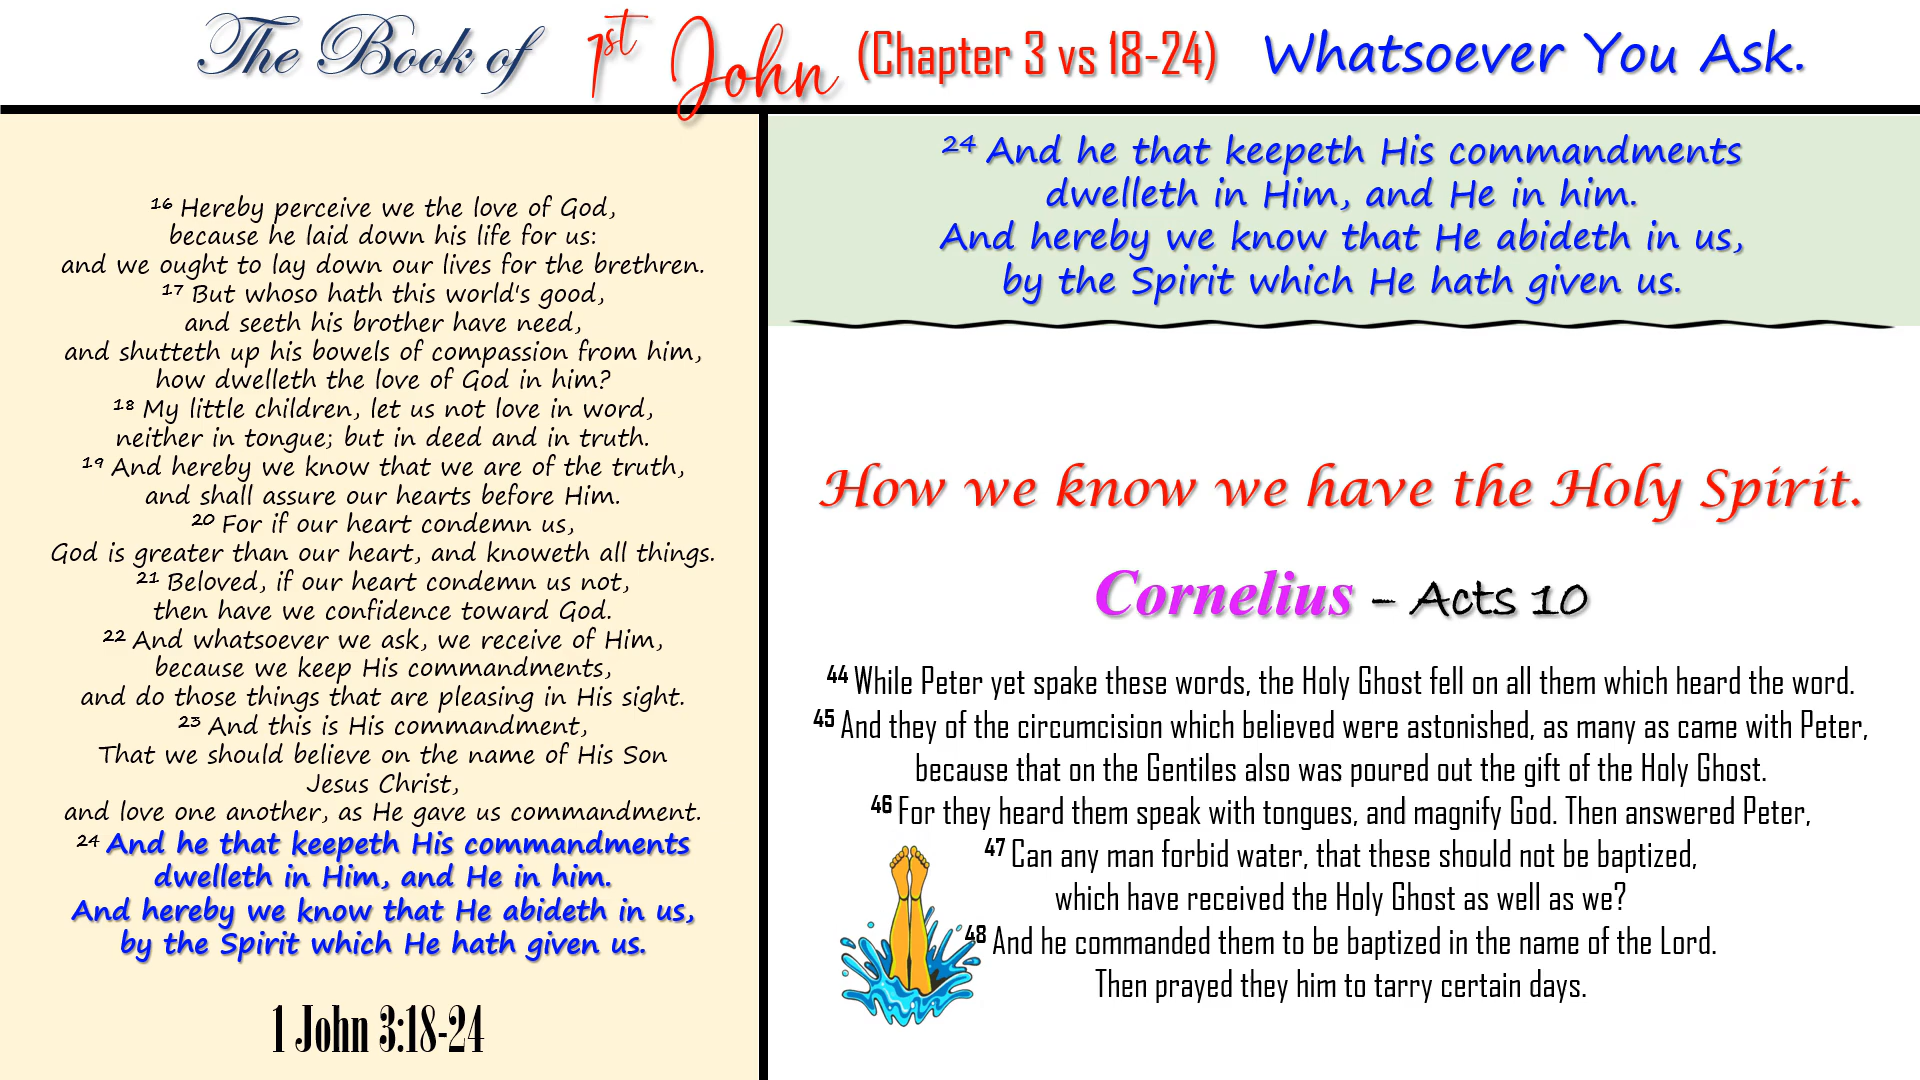 The Book of 1st John (Chapter 3 vs 18-24) Whatsoever You Ask.
16 Hereby perceive we the love of God,
because he laid down his life for us:
and we ought to lay down our lives for the brethren.
17 But whoso hath this world's good,
and seeth his brother have need,
and shutteth up his bowels of compassion from him,
how dwelleth the love of God in him?
18 My little children, let us not love in word,
neither in tongue; but in deed and in truth.
19 And hereby we know that we are of the truth,
and shall assure our hearts before Him.
20 For if our heart condemn us,
God is greater than our heart, and knoweth all things.
21 Beloved, if our heart condemn us not,
then have we confidence toward God.
22 And whatsoever we ask, we receive of Him,
because we keep His commandments,
and do those things that are pleasing in His sight.
23 And this is His commandment,
That we should believe on the name of His Son
Jesus Christ,
and love one another, as He gave us commandment.
24 And he that keepeth His commandments
dwelleth in Him, and He in him.
And hereby we know that He abideth in us,
by the Spirit which He hath given us.
1 John 3:18-24
24 And he that keepeth His commandments
dwelleth in Him, and He in him.
And hereby we know that He abideth in us,
by the Spirit which He hath given us.
How we know we have the Holy Spirit.
Cornelius – Acts 10
44 While Peter yet spake these words, the Holy Ghost fell on all them which heard the word.
45 And they of the circumcision which believed were astonished, as many as came with Peter,
because that on the Gentiles also was poured out the gift of the Holy Ghost.
46 For they heard them speak with tongues, and magnify God. Then answered Peter,
47 Can any man forbid water, that these should not be baptized,
which have received the Holy Ghost as well as we?
48 And he commanded them to be baptized in the name of the Lord.
Then prayed they him to tarry certain days.